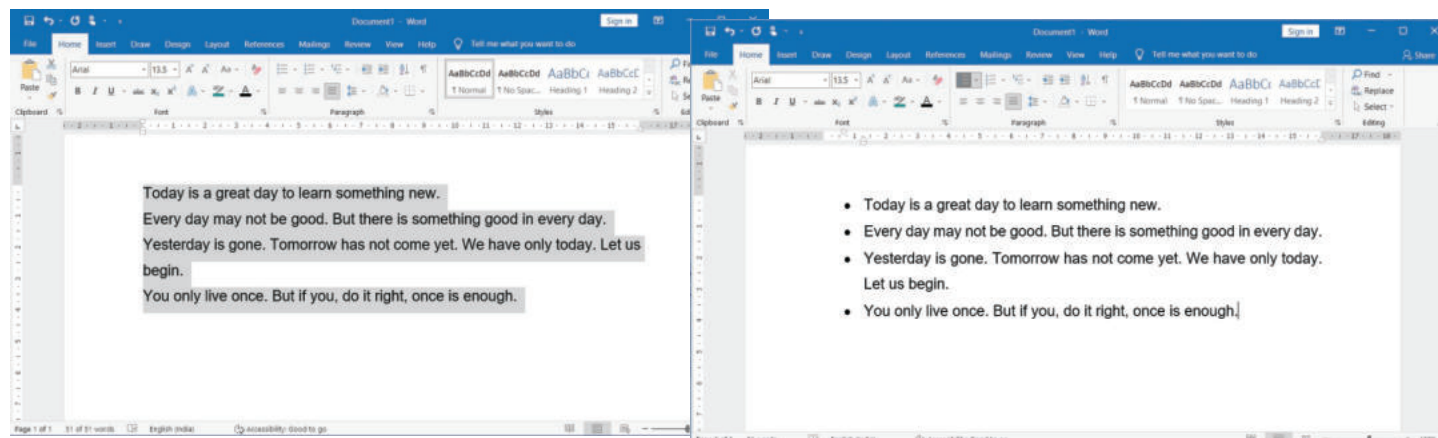 Document1 - Word
Sign in
File Home Insert Draw Design Layout References Mailings Review View Help Tell me what you want to do
Paste
Arial 13.5
AaBbCcDd AaBbCcDd AaBbCc AaBbCcC
¶ Normal ¶ No Spac... Heading 1 Heading 2
Clipboard Font Paragraph Styles
Today is a great day to learn something new.
Every day may not be good. But there is something good in every day.
Yesterday is gone. Tomorrow has not come yet. We have only today. Let us
begin.
You only live once. But if you, do it right, once is enough.
Page 1 of 1 51 of 51 words English (India) Accessibility: Good to go
Document1 - Word
Sign in
File Home Insert Draw Design Layout References Mailings Review View Help Tell me what you want to do Share
Paste
Arial 13.5
AaBbCcDd AaBbCcDd AaBbCc AaBbCcC
¶ Normal ¶ No Spac... Heading 1 Heading 2
Find
Replace
Select
Clipboard Font Paragraph Styles Editing
• Today is a great day to learn something new.
• Every day may not be good. But there is something good in every day.
• Yesterday is gone. Tomorrow has not come yet. We have only today.
Let us begin.
• You only live once. But if you, do it right, once is enough.